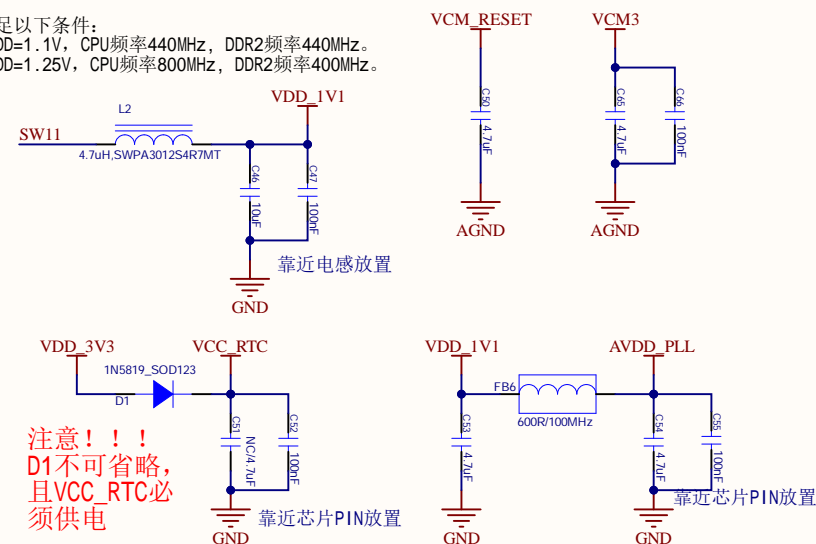 足以下条件:
DD=1.1V, CPU频率440MHz, DDR2频率440MHz。
DD=1.25V, CPU频率800MHz, DDR2频率400MHz。
VCM_RESET
VCM3
C50
4.7uF
AGND
C65
4.7uF
C66
100nF
AGND
SW11
L2
4.7uH,SWPA3012S4R7MT
VDD_1V1
C46
10uF
C47
100nF
靠近电感放置
GND
VDD_3V3
VCC_RTC
1N5819_SOD123
D1
C51
NC/4.7uF
C52
100nF
注意！！！
D1不可省略，
且VCC_RTC必
须供电
靠近芯片PIN放置
GND
VDD_1V1
AVDD_PLL
FB6
600R/100MHz
C53
4.7uF
C54
4.7uF
C55
100nF
靠近芯片PIN放置
GND
GND